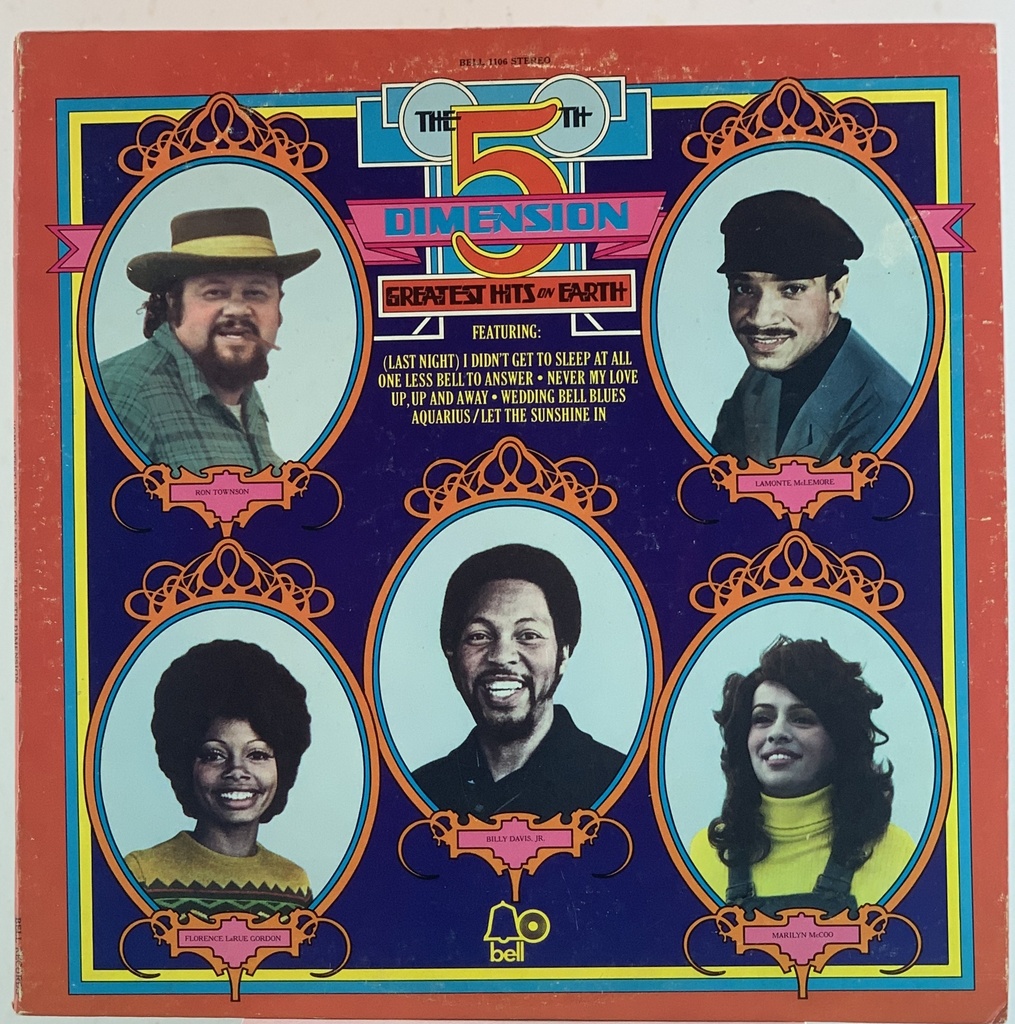 BELL 1106 STEREO
THE 5TH
DIMENSION
GREATEST HITS ON EARTH
FEATURING:
(LAST NIGHT) I DIDN'T GET TO SLEEP AT ALL
ONE LESS BELL TO ANSWER • NEVER MY LOVE
UP, UP AND AWAY • WEDDING BELL BLUES
AQUARIUS / LET THE SUNSHINE IN
RON TOWNSON
LAMONTE McLEMORE
BILLY DAVIS, JR.
FLORENCE LaRUE GORDON
MARILYN McCOO
bell